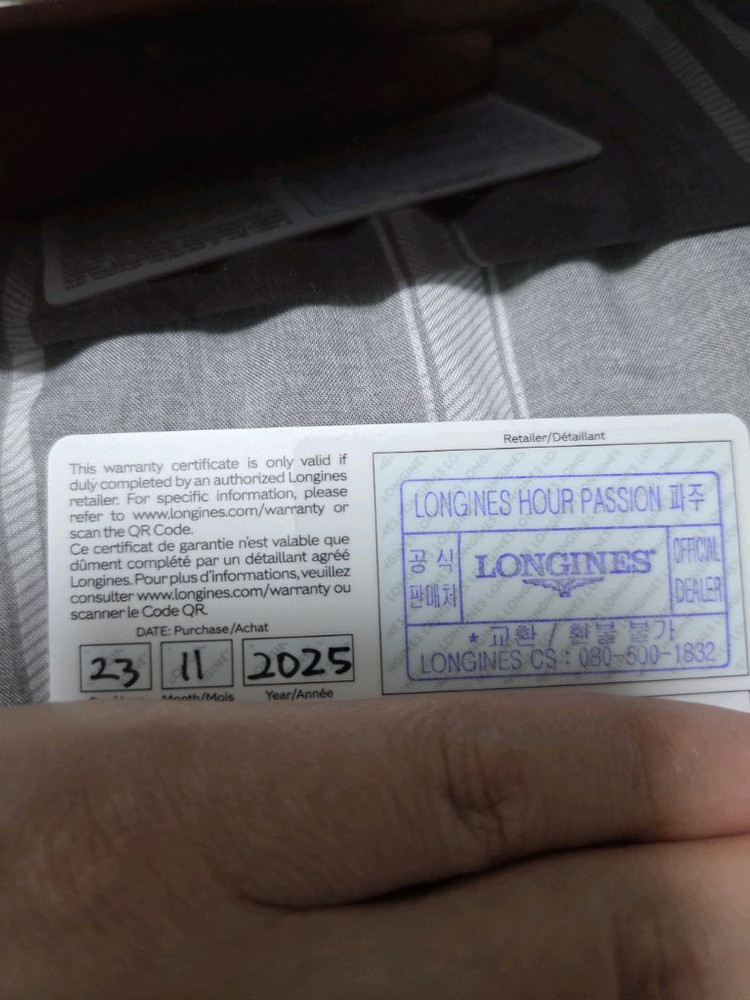 This warranty certificate is only valid if
duly completed by an authorized Longines
retailer. For specific information, please
refer to www.longines.com/warranty or
scan the QR Code.
Ce certificat de garantie n'est valable que
dûment complété par un détaillant agréé
Longines. Pour plus d'informations, veuillez
consulter www.longines.com/warranty ou
scanner le Code QR.
DATE: Purchase/Achat
23 11 2025
Month/Mois Year/Année
Retailer/Détaillant
LONGINES HOUR PASSION 파주
공식
판매처
LONGINES
OFFICIAL
DEALER
* 교환 / 환불 불가
LONGINES CS : 080-500-1832